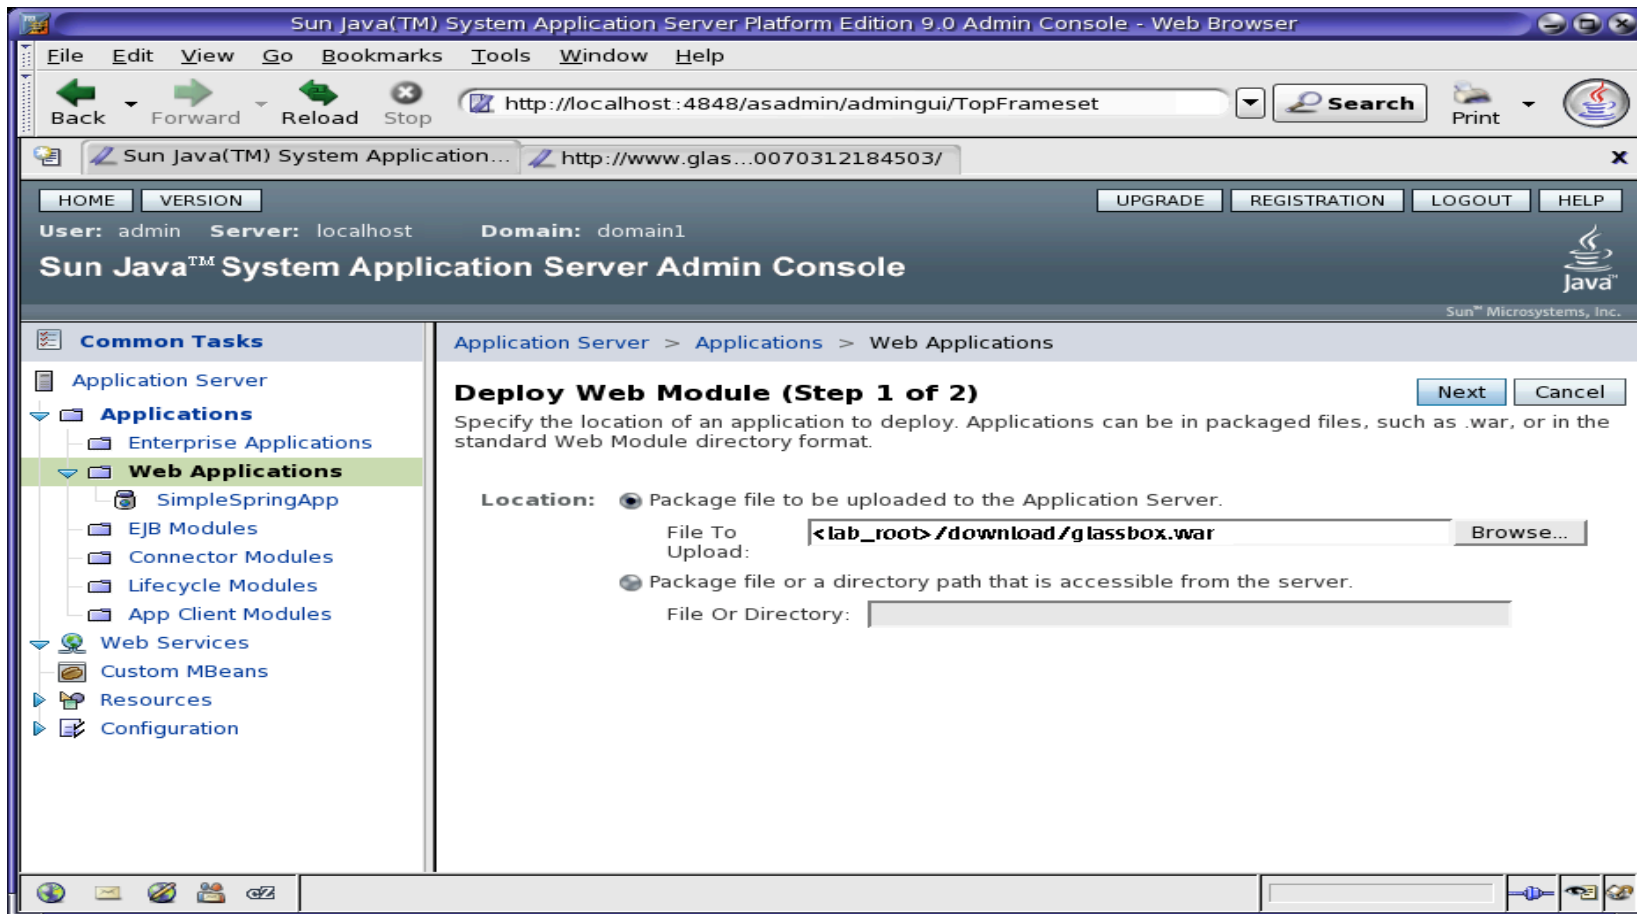 Sun Java(TM) System Application Server Platform Edition 9.0 Admin Console - Web Browser
File Edit View Go Bookmarks Tools Window Help
Back Forward Reload Stop http://localhost:4848/asadmin/admingui/TopFrameset Search Print
Sun Java(TM) System Application... http://www.glas...0070312184503/
HOME VERSION UPGRADE REGISTRATION LOGOUT HELP
User: admin Server: localhost Domain: domain1
Sun Java™ System Application Server Admin Console
Java™
Sun™ Microsystems, Inc.
Common Tasks
Application Server
Applications
Enterprise Applications
Web Applications
SimpleSpringApp
EJB Modules
Connector Modules
Lifecycle Modules
App Client Modules
Web Services
Custom MBeans
Resources
Configuration
Application Server > Applications > Web Applications
Deploy Web Module (Step 1 of 2) Next Cancel
Specify the location of an application to deploy. Applications can be in packaged files, such as .war, or in the
standard Web Module directory format.
Location: Package file to be uploaded to the Application Server.
File To Upload: <lab_root>/download/glassbox.war Browse...
Package file or a directory path that is accessible from the server.
File Or Directory: